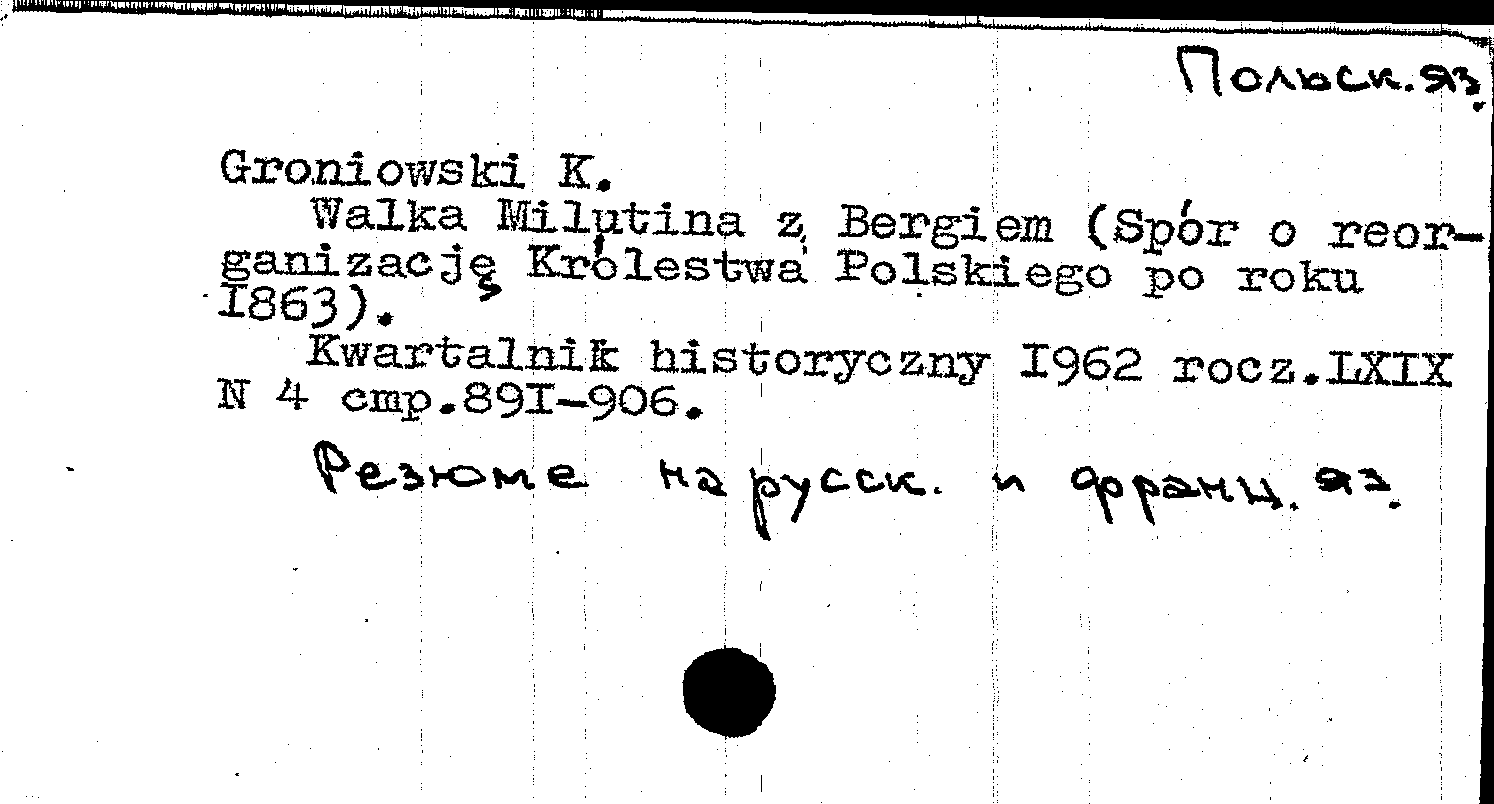 Польск. яз.
Groniowski K.
Walka Milutina z Bergiem (Spór o reor-
ganizację Królestwa Polskiego po roku
I863).
Kwartalnik historyczny I962 rocz.LXIX
N 4 стр.89I-906.
Резюме на русск. и франц. яз.